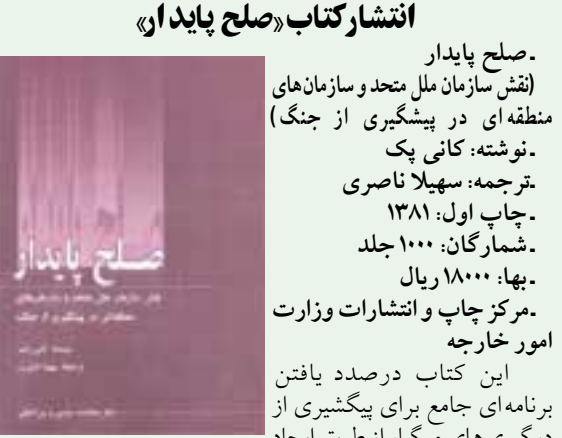 انتشار کتاب «صلح پایدار»
ـ صلح پایدار
(نقش سازمان ملل متحد و سازمان‌های
منطقه ای در پیشگیری از جنگ)
ـ نوشته: کانی پک
ـ ترجمه: سهیلا ناصری
ـ چاپ اول: ۱۳۸۱
ـ شمارگان: ۱۰۰۰ جلد
ـ بها: ۱۸۰۰۰ ریال
ـ مرکز چاپ و انتشارات وزارت
امور خارجه
این کتاب درصدد یافتن
برنامه‌ای جامع برای پیگشیری از
صلح پایدار